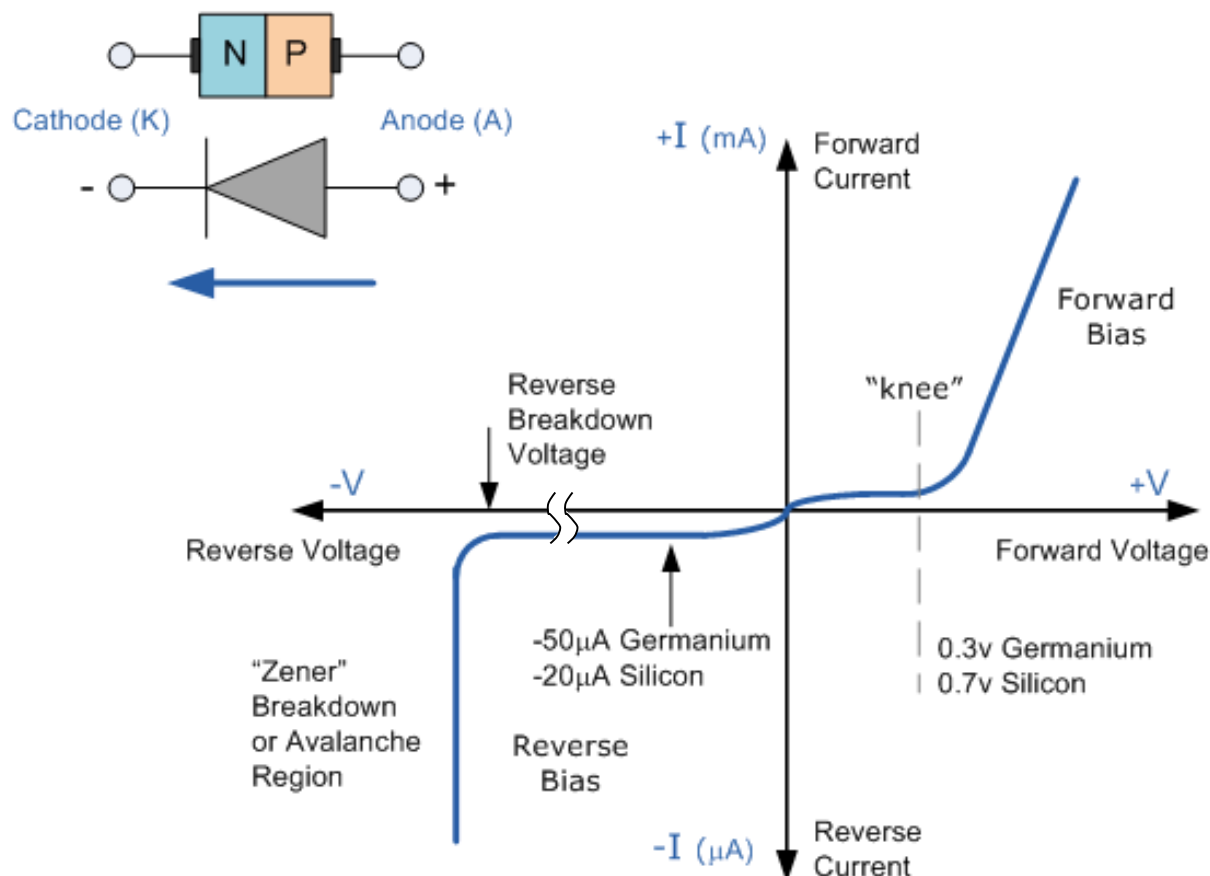 N P
Cathode (K)
Anode (A)
- +
+I (mA)
Forward
Current
Forward
Bias
“knee”
Reverse
Breakdown
Voltage
-V
+V
Reverse Voltage
Forward Voltage
-50μA Germanium
-20μA Silicon
0.3v Germanium
0.7v Silicon
“Zener”
Breakdown
or Avalanche
Region
Reverse
Bias
-I (μA)
Reverse
Current